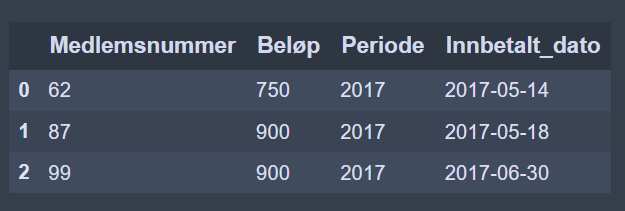 Medlemsnummer Beløp Periode Innbetalt_dato
0 62 750 2017 2017-05-14
1 87 900 2017 2017-05-18
2 99 900 2017 2017-06-30